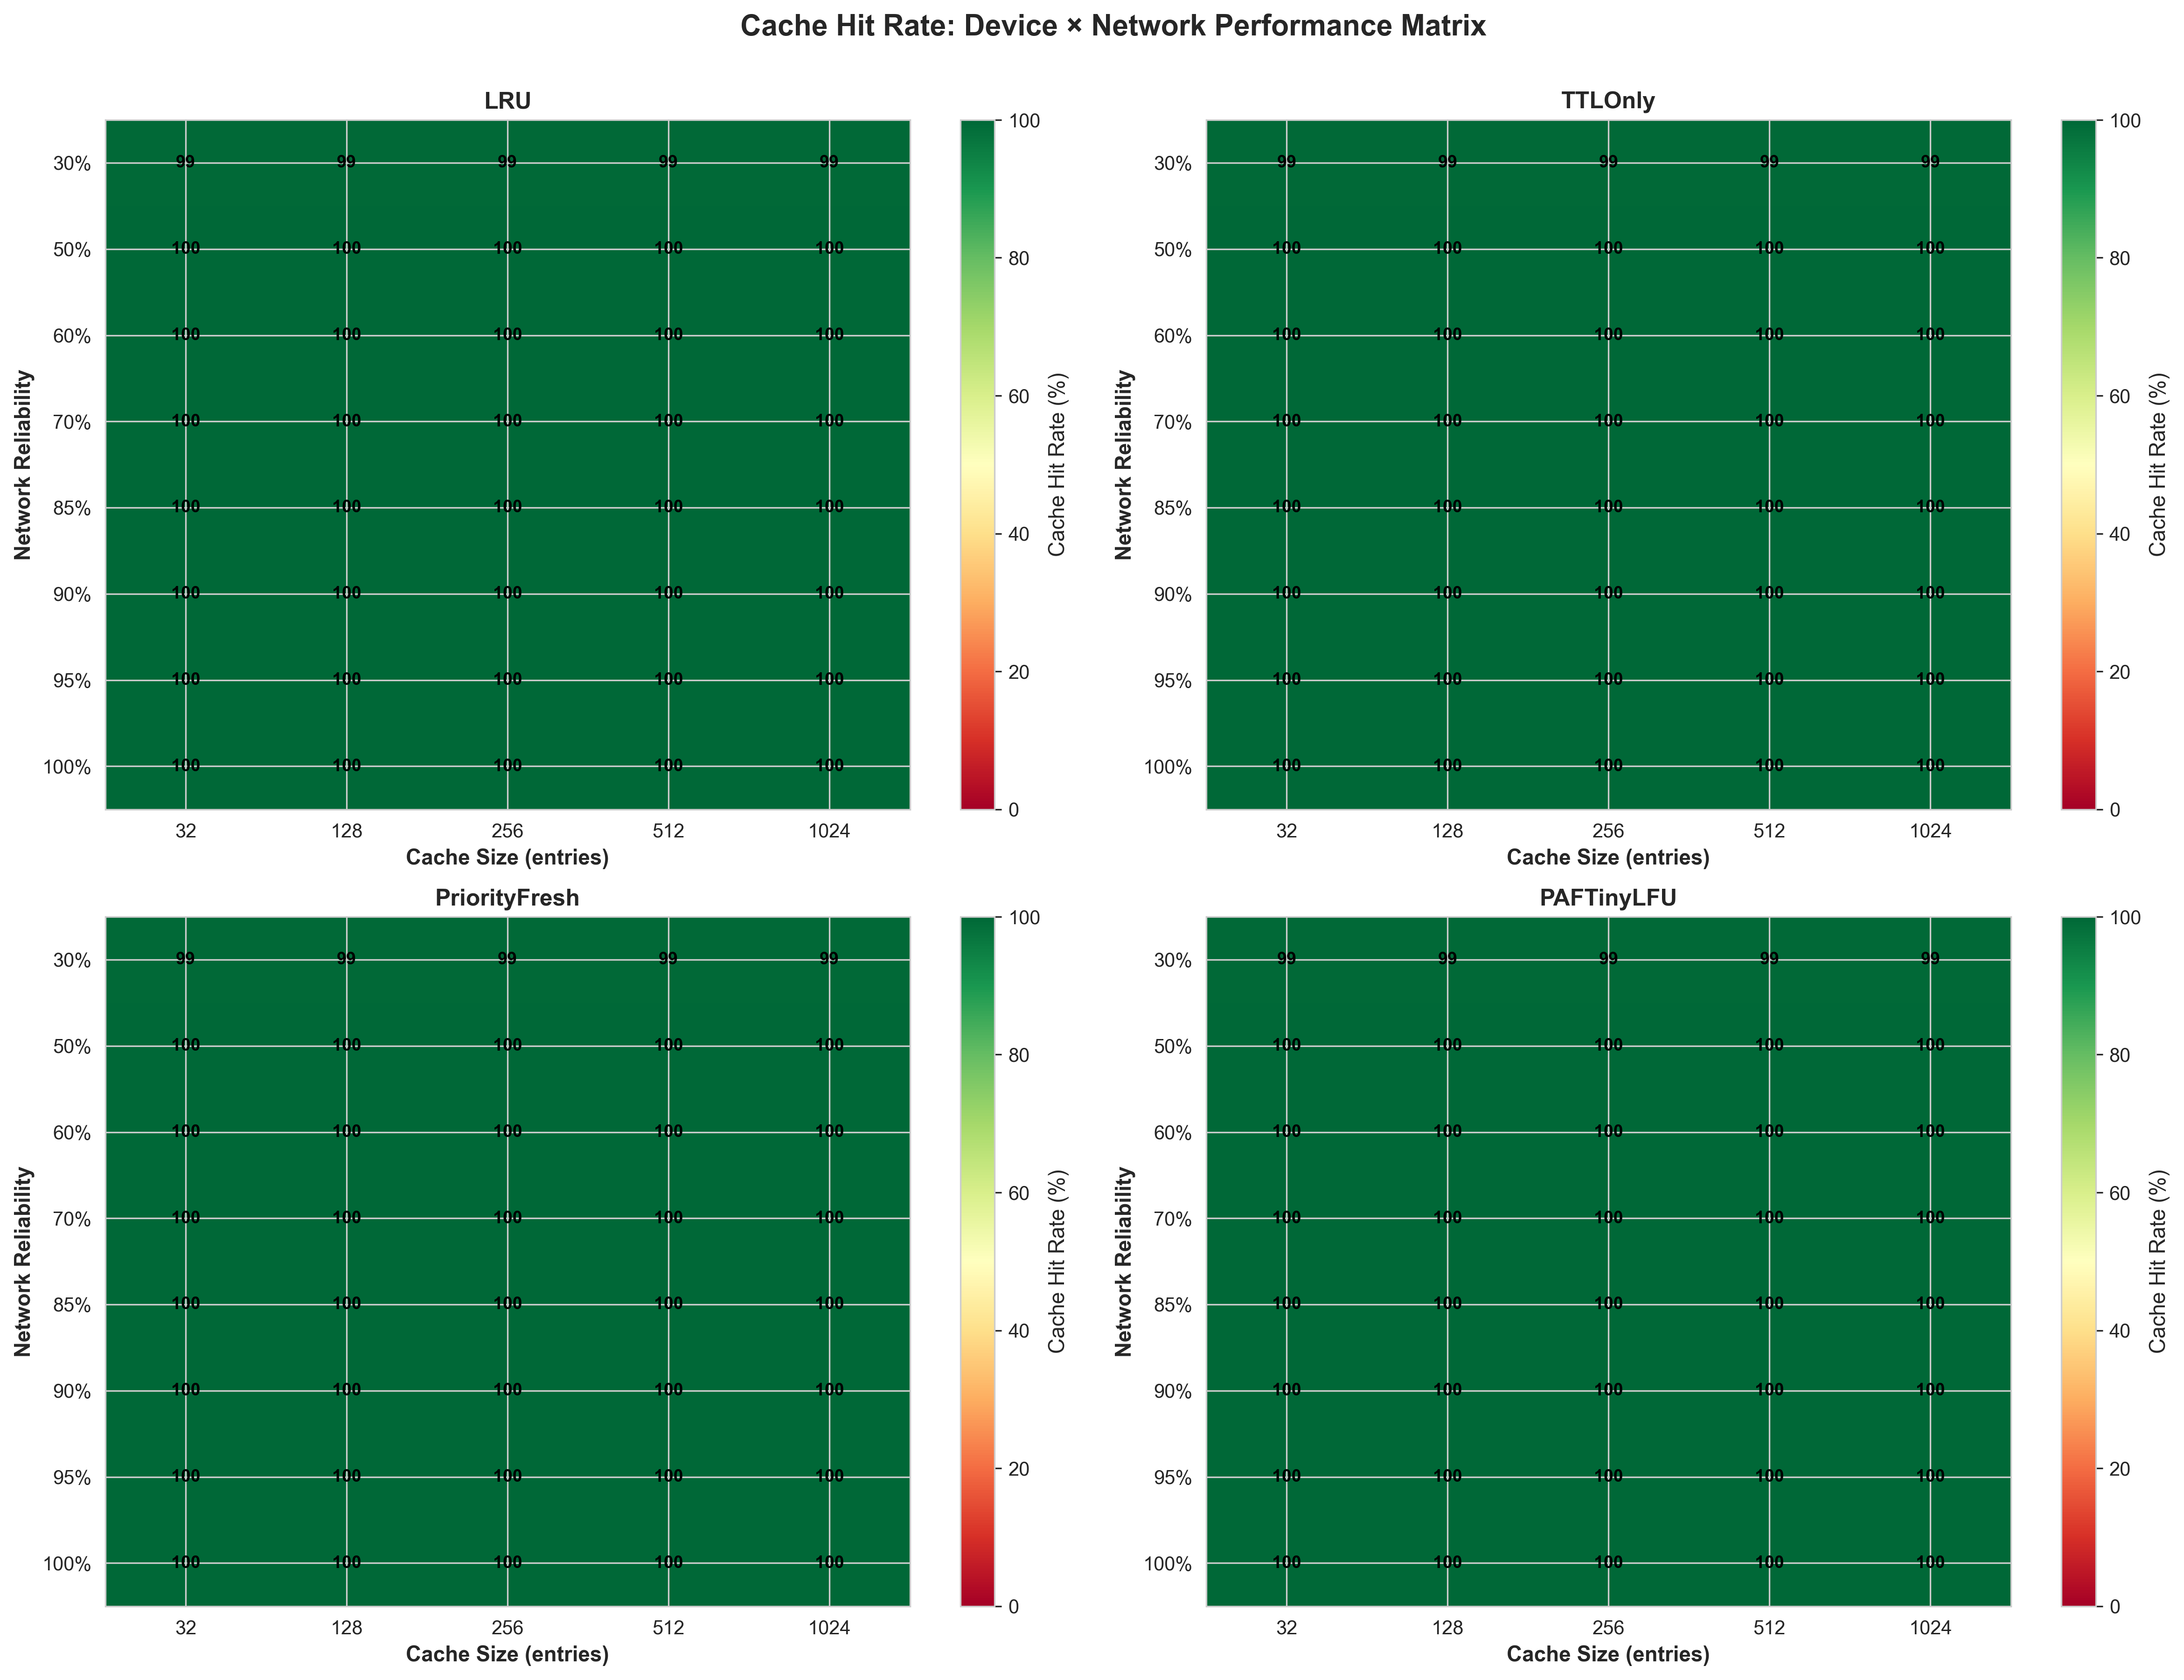 Cache Hit Rate: Device × Network Performance Matrix
LRU
Network Reliability
30% 99 99 99 99 99
50% 100 100 100 100 100
60% 100 100 100 100 100
70% 100 100 100 100 100
85% 100 100 100 100 100
90% 100 100 100 100 100
95% 100 100 100 100 100
100% 100 100 100 100 100
32 128 256 512 1024
Cache Size (entries)
100
80
60
40
20
0
Cache Hit Rate (%)
TTLOnly
Network Reliability
30% 99 99 99 99 99
50% 100 100 100 100 100
60% 100 100 100 100 100
70% 100 100 100 100 100
85% 100 100 100 100 100
90% 100 100 100 100 100
95% 100 100 100 100 100
100% 100 100 100 100 100
32 128 256 512 1024
Cache Size (entries)
100
80
60
40
20
0
Cache Hit Rate (%)
PriorityFresh
Network Reliability
30% 99 99 99 99 99
50% 100 100 100 100 100
60% 100 100 100 100 100
70% 100 100 100 100 100
85% 100 100 100 100 100
90% 100 100 100 100 100
95% 100 100 100 100 100
100% 100 100 100 100 100
32 128 256 512 1024
Cache Size (entries)
100
80
60
40
20
0
Cache Hit Rate (%)
PAFTinyLFU
Network Reliability
30% 99 99 99 99 99
50% 100 100 100 100 100
60% 100 100 100 100 100
70% 100 100 100 100 100
85% 100 100 100 100 100
90% 100 100 100 100 100
95% 100 100 100 100 100
100% 100 100 100 100 100
32 128 256 512 1024
Cache Size (entries)
100
80
60
40
20
0
Cache Hit Rate (%)